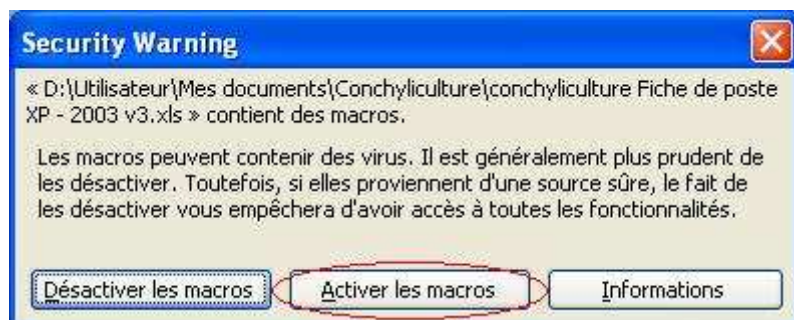 Security Warning
« D:\Utilisateur\Mes documents\Conchyliculture\conchyliculture Fiche de poste
XP - 2003 v3.xls » contient des macros.
Les macros peuvent contenir des virus. Il est généralement plus prudent de
les désactiver. Toutefois, si elles proviennent d'une source sûre, le fait de
les désactiver vous empêchera d'avoir accès à toutes les fonctionnalités.
Désactiver les macros Activer les macros Informations